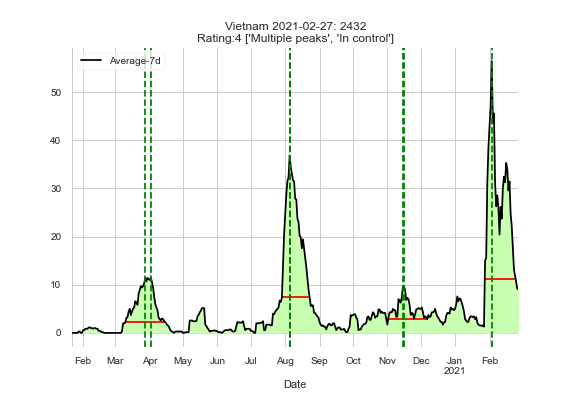 Vietnam 2021-02-27: 2432
Rating:4 ['Multiple peaks', 'In control']
Average-7d
50
40
30
20
10
0
Feb Mar Apr May Jun Jul Aug Sep Oct Nov Dec Jan Feb
2021
Date